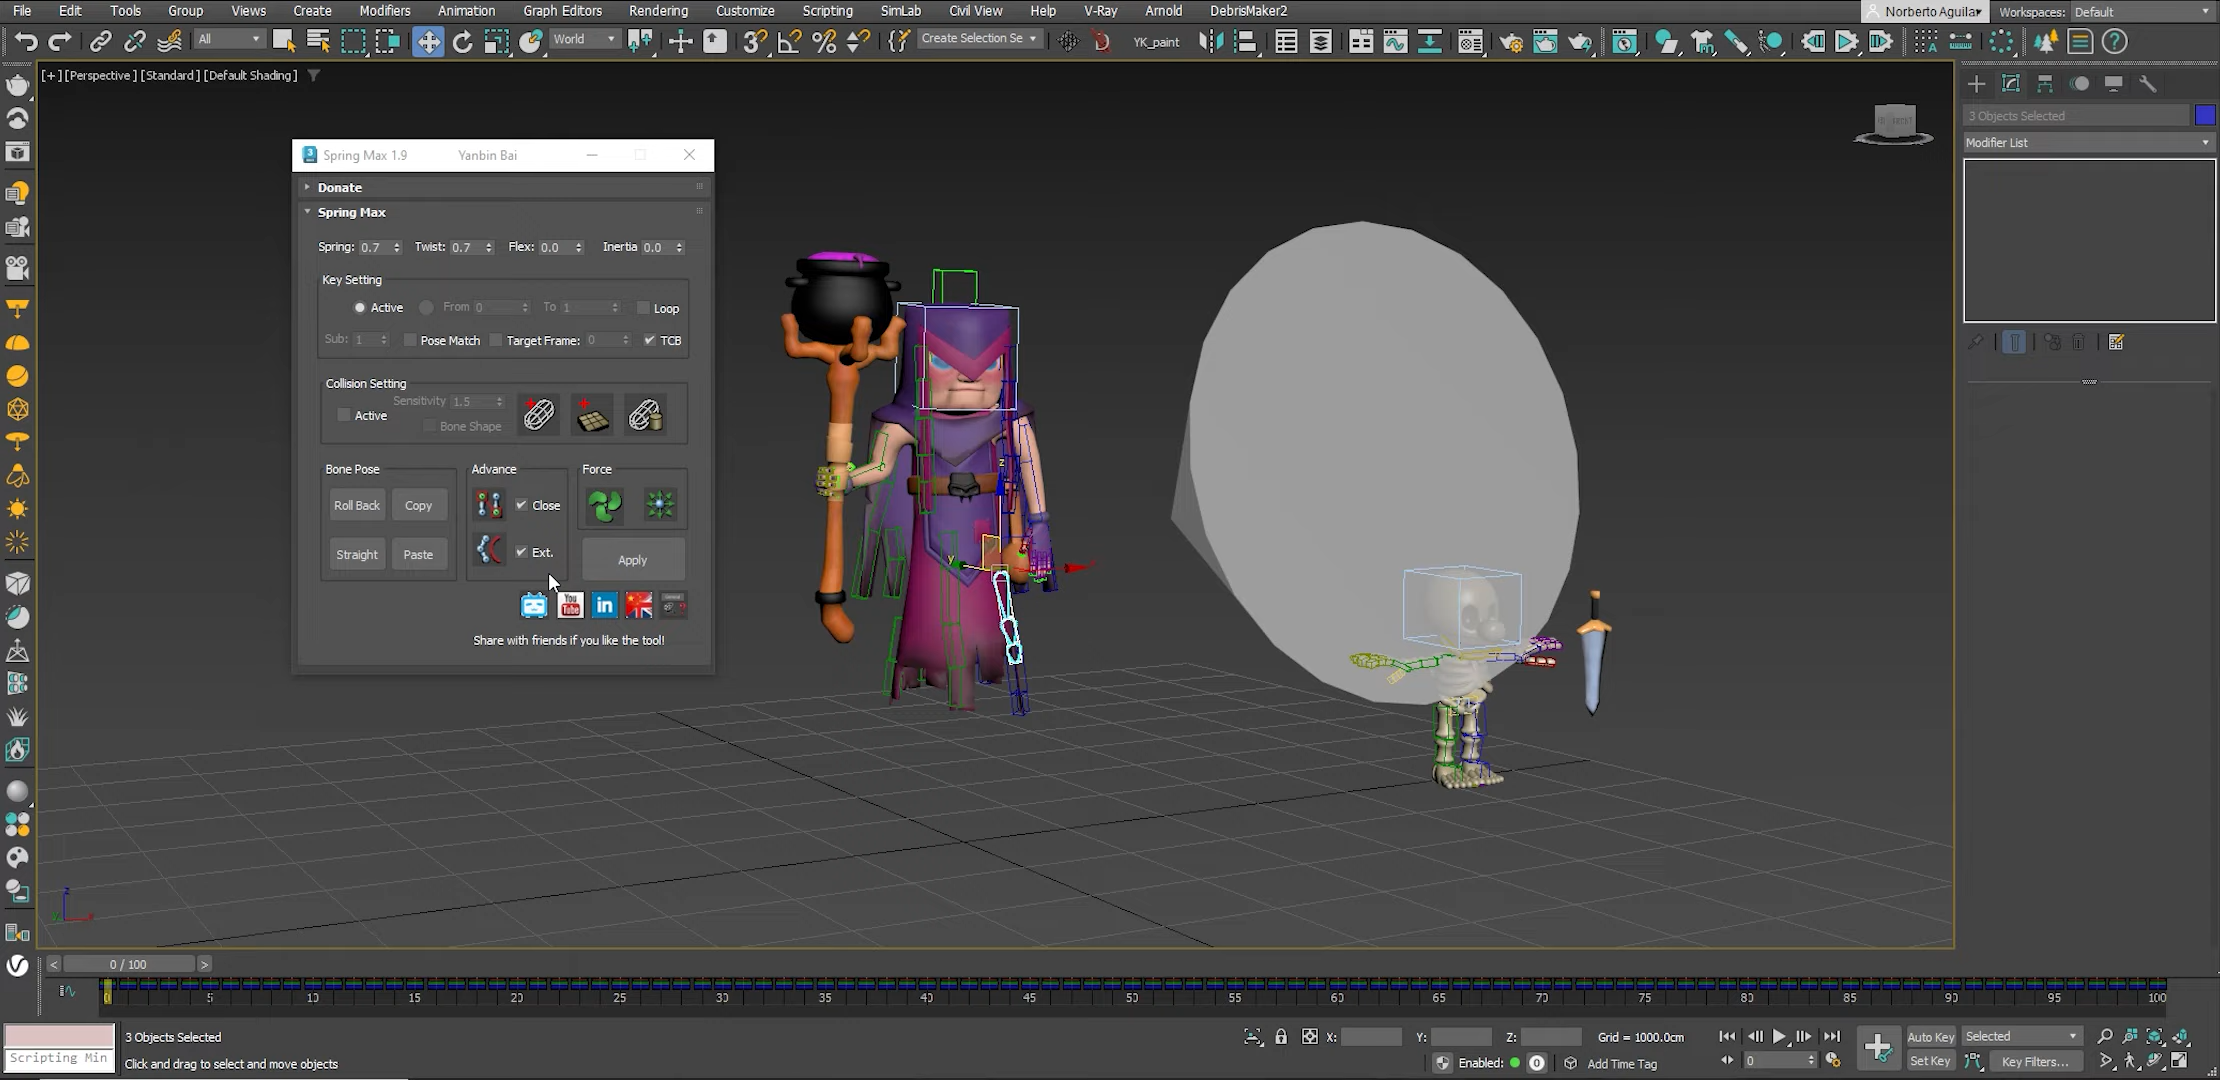 File Edit Tools Group Views Create Modifiers Animation Graph Editors Rendering Customize Scripting SimLab Civil View Help V-Ray Arnold DebrisMaker2 Norberto Aguilar Workspaces: Default
All World Create Selection Se YK_paint
[+] [Perspective] [Standard] [Default Shading]
3 Objects Selected
Modifier List
Spring Max 1.9 Yanbin Bai
Donate
Spring Max
Spring: 0.7 Twist: 0.7 Flex: 0.0 Inertia 0.0
Key Setting
Active From 0 To 1 Loop
Sub: 1 Pose Match Target Frame: 0 TCB
Collision Setting
Sensitivity 1.5
Active
Bone Shape
Bone Pose Advance Force
Roll Back Copy Close
Straight Paste Ext. Apply
You Tube in
Share with friends if you like the tool!
z
y
z
0 / 100
0 5 10 15 20 25 30 35 40 45 50 55 60 65 70 75 80 85 90 95 100
3 Objects Selected X: Y: Z: Grid = 1000.0cm Auto Key Selected
Scripting Min Click and drag to select and move objects Enabled: 0 Add Time Tag 0 Set Key Key Filters...